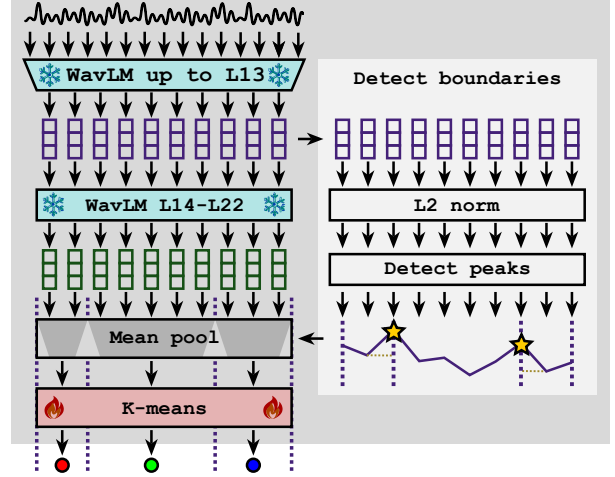 WavLM up to L13
Detect boundaries
WavLM L14-L22
L2 norm
Detect peaks
Mean pool
K-means